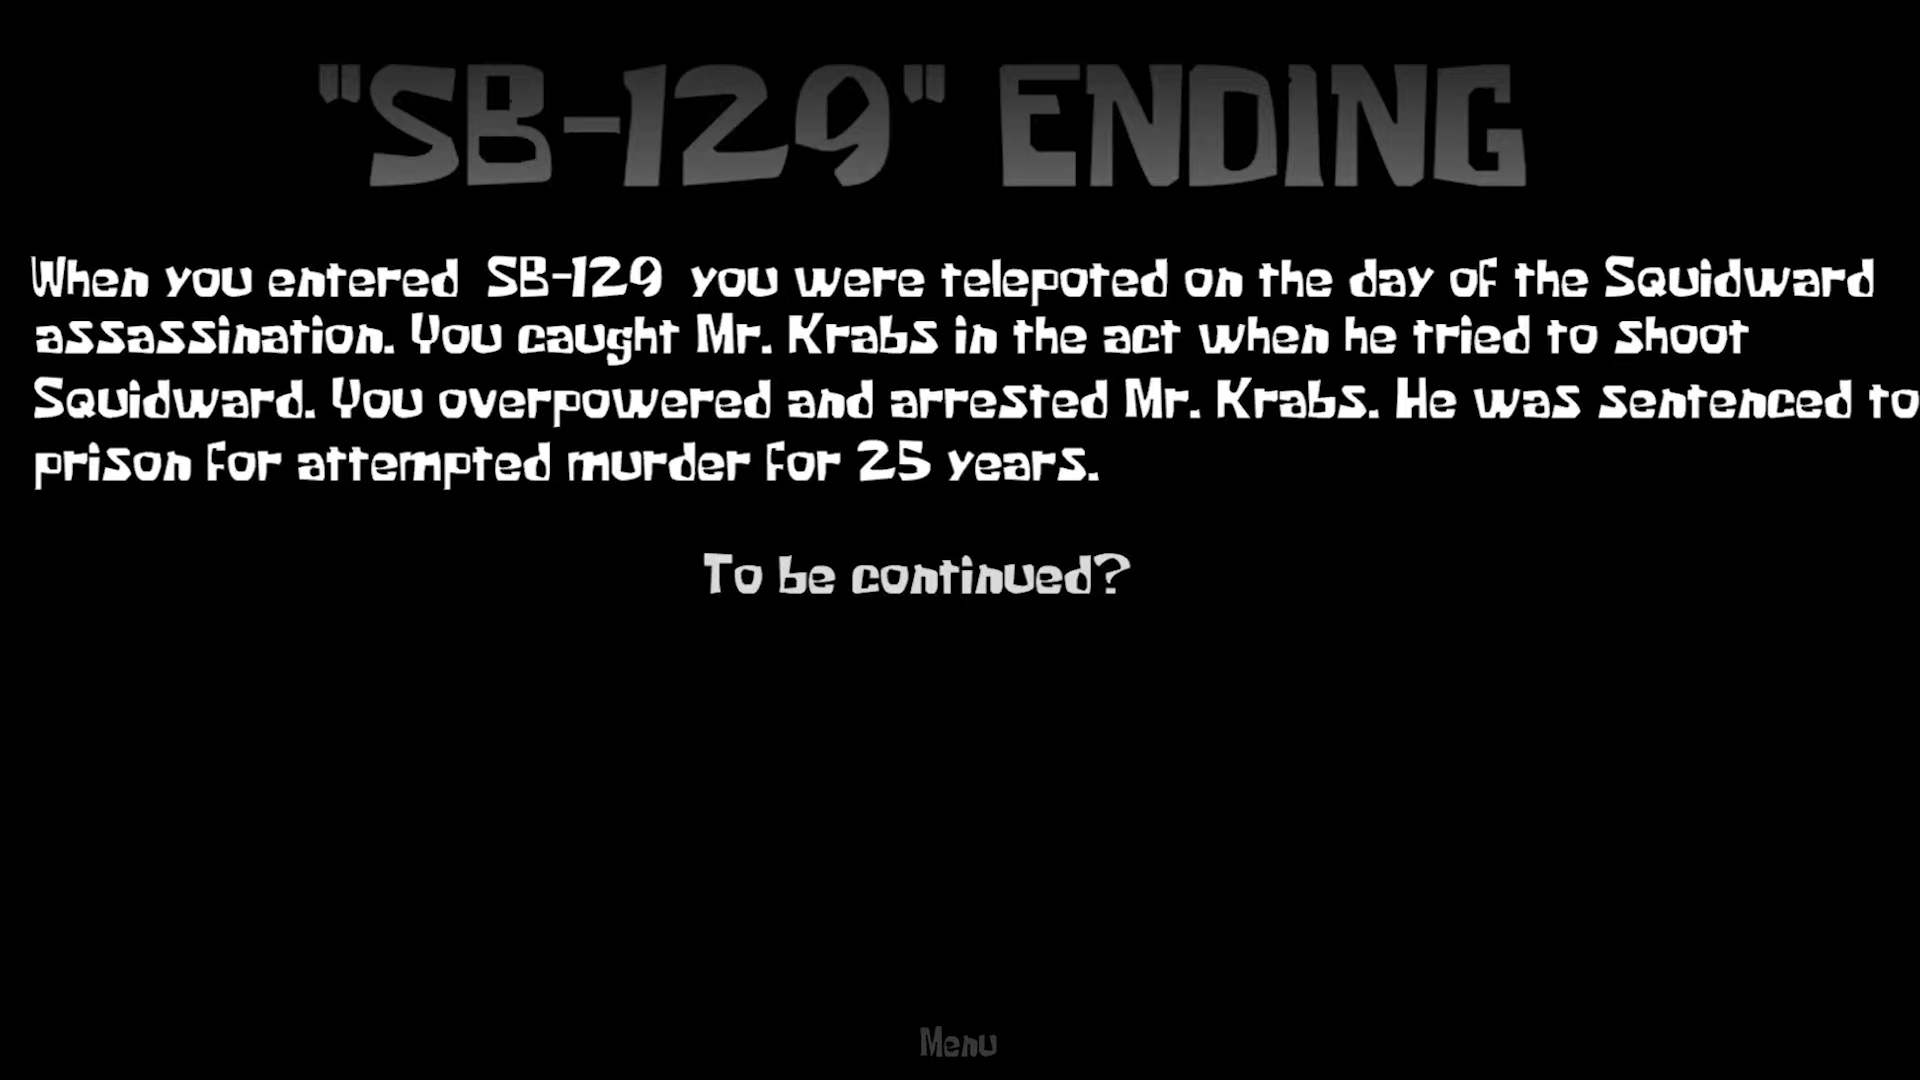 "SB-129" ENDING
When you entered SB-129 you were telepoted on the day of the Squidward
assassination. You caught Mr. Krabs in the act when he tried to shoot
Squidward. You overpowered and arrested Mr. Krabs. He was sentenced to
prison for attempted murder for 25 years.
To be continued?
Menu